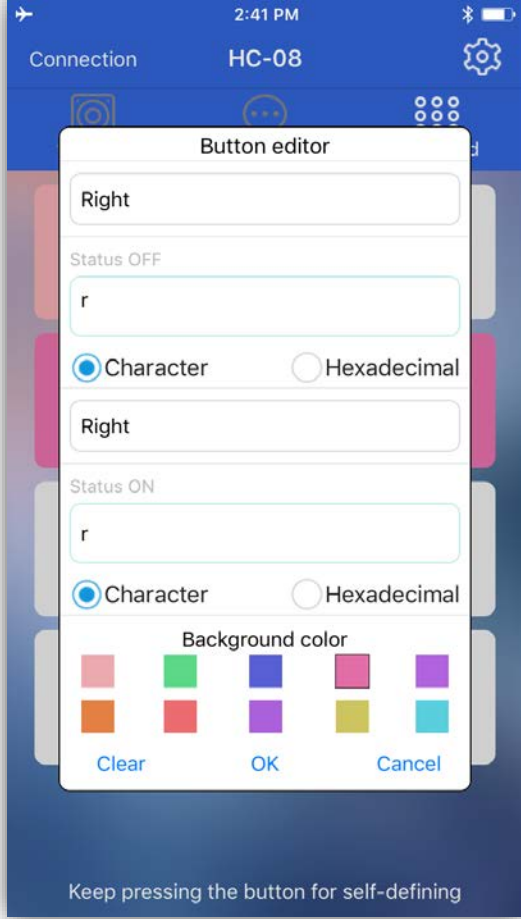 2:41 PM
Connection HC-08
Button editor
Right
Status OFF
r
Character Hexadecimal
Right
Status ON
r
Character Hexadecimal
Background color
Clear OK Cancel
Keep pressing the button for self-defining